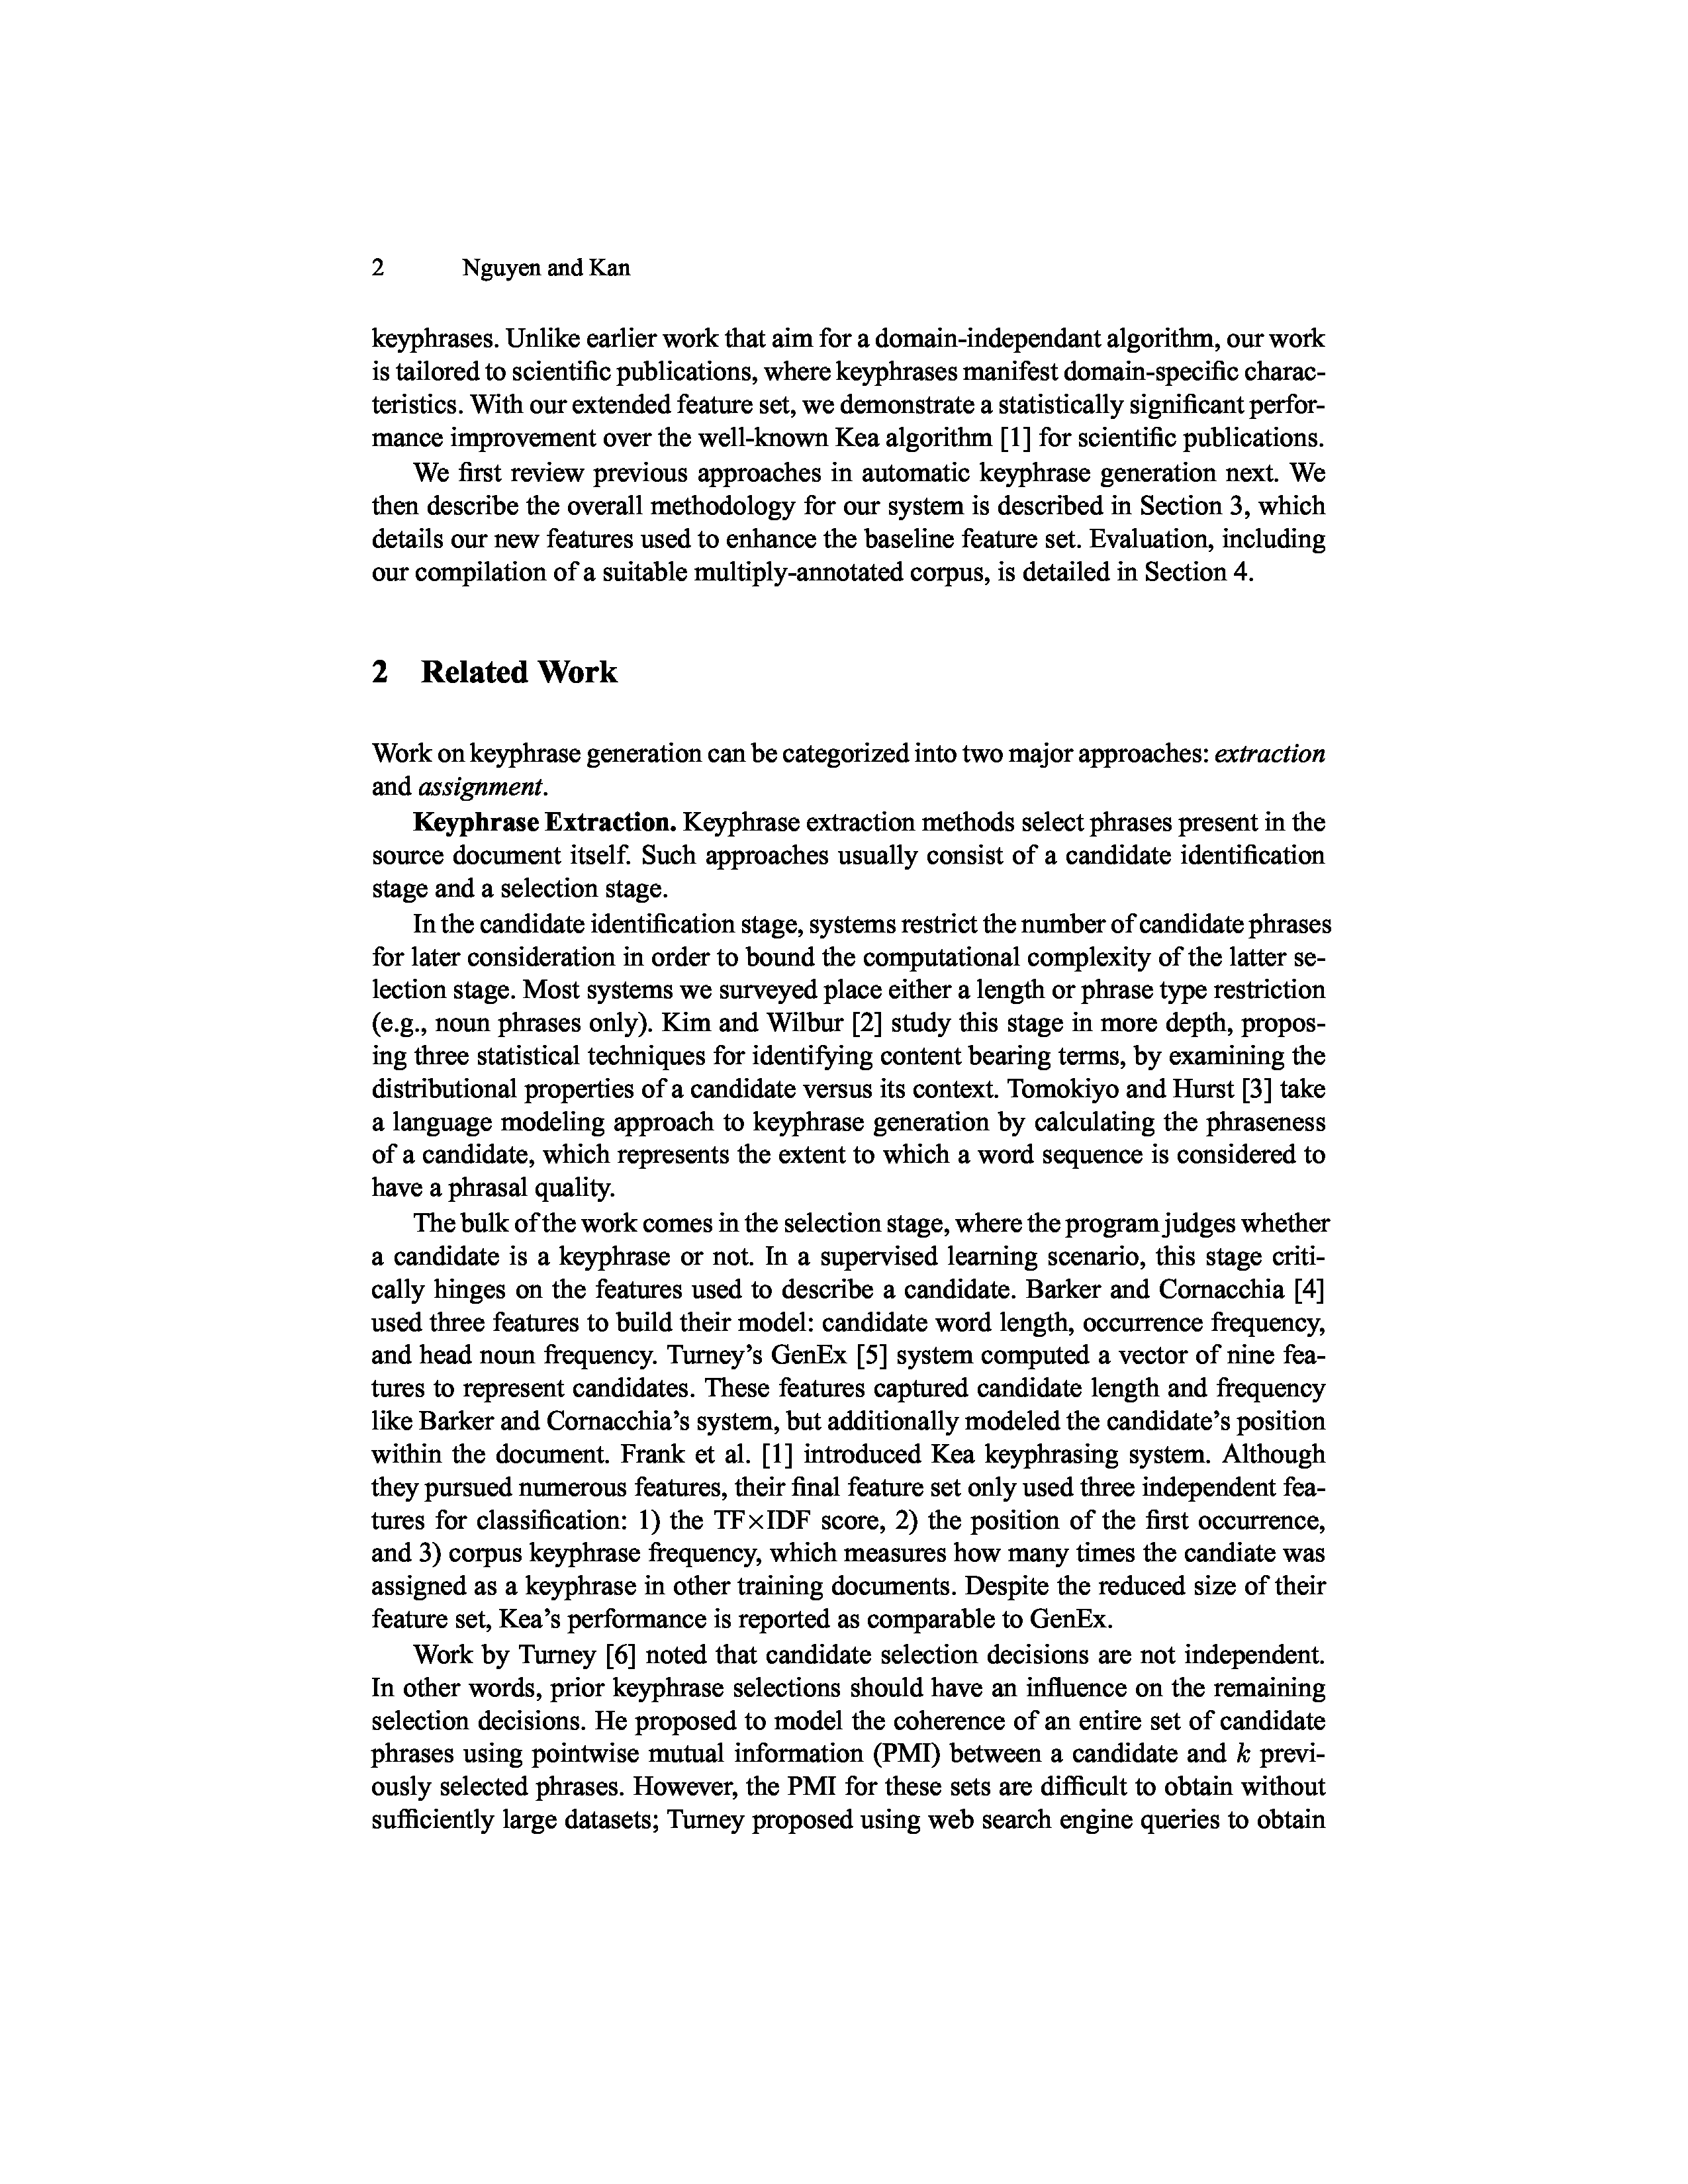 2 Nguyen and Kan
keyphrases. Unlike earlier work that aim for a domain-independant algorithm, our work
is tailored to scientific publications, where keyphrases manifest domain-specific charac-
teristics. With our extended feature set, we demonstrate a statistically significant perfor-
mance improvement over the well-known Kea algorithm [1] for scientific publications.
We first review previous approaches in automatic keyphrase generation next. We
then describe the overall methodology for our system is described in Section 3, which
details our new features used to enhance the baseline feature set. Evaluation, including
our compilation of a suitable multiply-annotated corpus, is detailed in Section 4.
2 Related Work
Work on keyphrase generation can be categorized into two major approaches: extraction
and assignment.
Keyphrase Extraction. Keyphrase extraction methods select phrases present in the
source document itself. Such approaches usually consist of a candidate identification
stage and a selection stage.
In the candidate identification stage, systems restrict the number of candidate phrases
for later consideration in order to bound the computational complexity of the latter se-
lection stage. Most systems we surveyed place either a length or phrase type restriction
(e.g., noun phrases only). Kim and Wilbur [2] study this stage in more depth, propos-
ing three statistical techniques for identifying content bearing terms, by examining the
distributional properties of a candidate versus its context. Tomokiyo and Hurst [3] take
a language modeling approach to keyphrase generation by calculating the phraseness
of a candidate, which represents the extent to which a word sequence is considered to
have a phrasal quality.
The bulk of the work comes in the selection stage, where the program judges whether
a candidate is a keyphrase or not. In a supervised learning scenario, this stage criti-
cally hinges on the features used to describe a candidate. Barker and Cornacchia [4]
used three features to build their model: candidate word length, occurrence frequency,
and head noun frequency. Turney's GenEx [5] system computed a vector of nine fea-
tures to represent candidates. These features captured candidate length and frequency
like Barker and Cornacchia's system, but additionally modeled the candidate's position
within the document. Frank et al. [1] introduced Kea keyphrasing system. Although
they pursued numerous features, their final feature set only used three independent fea-
tures for classification: 1) the TF×IDF score, 2) the position of the first occurrence,
and 3) corpus keyphrase frequency, which measures how many times the candiate was
assigned as a keyphrase in other training documents. Despite the reduced size of their
feature set, Kea's performance is reported as comparable to GenEx.
Work by Turney [6] noted that candidate selection decisions are not independent.
In other words, prior keyphrase selections should have an influence on the remaining
selection decisions. He proposed to model the coherence of an entire set of candidate
phrases using pointwise mutual information (PMI) between a candidate and k previ-
ously selected phrases. However, the PMI for these sets are difficult to obtain without
sufficiently large datasets; Turney proposed using web search engine queries to obtain